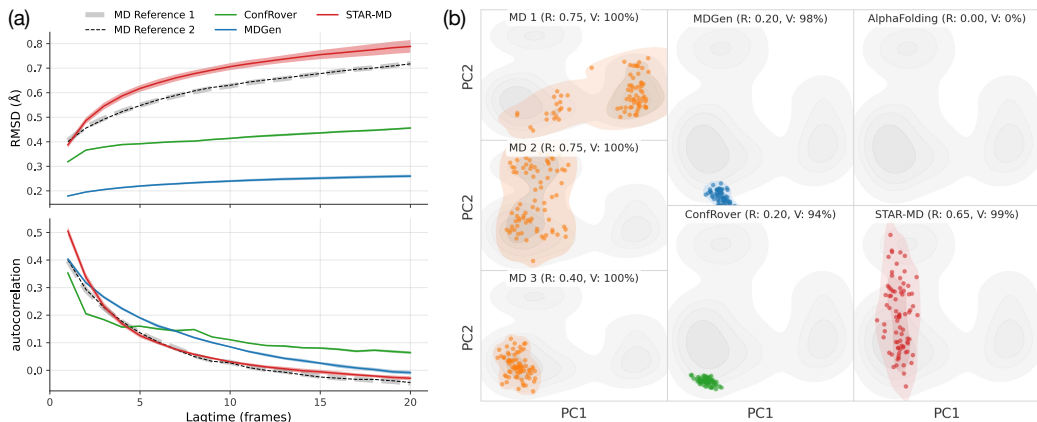 (a)
MD Reference 1
MD Reference 2
ConfRover
MDGen
STAR-MD
RMSD (Å)
0.8
0.7
0.6
0.5
0.4
0.3
0.2
autocorrelation
0.5
0.4
0.3
0.2
0.1
0.0
0 5 10 15 20
Lagtime (frames)
(b)
MD 1 (R: 0.75, V: 100%)
PC2
MD 2 (R: 0.75, V: 100%)
PC2
MD 3 (R: 0.40, V: 100%)
PC2
PC1
MDGen (R: 0.20, V: 98%)
ConfRover (R: 0.20, V: 94%)
PC1
AlphaFolding (R: 0.00, V: 0%)
STAR-MD (R: 0.65, V: 99%)
PC1